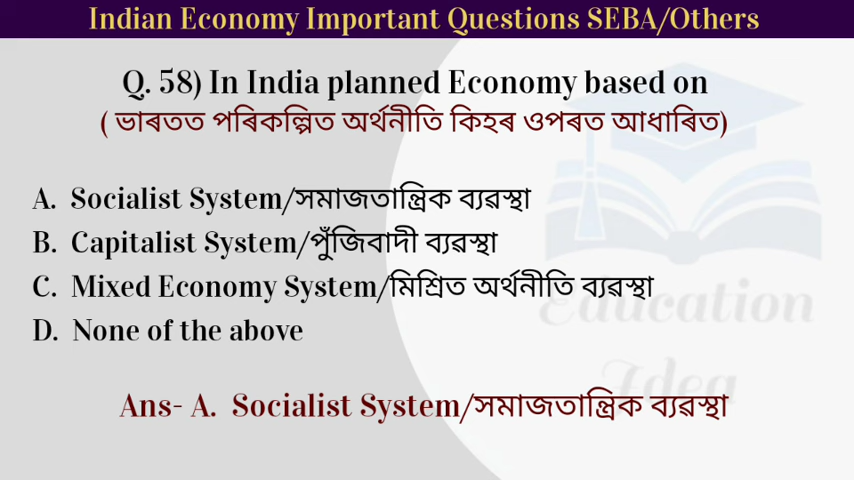 Indian Economy Important Questions SEBA/Others
Q. 58) In India planned Economy based on
( ভাৰতত পৰিকল্পিত অৰ্থনীতি কিহৰ ওপৰত আধাৰিত)
A. Socialist System/সমাজতান্ত্ৰিক ব্যৱস্থা
B. Capitalist System/পুঁজিবাদী ব্যৱস্থা
C. Mixed Economy System/মিশ্ৰিত অৰ্থনীতি ব্যৱস্থা
Education
D. None of the above
Idea
Ans- A. Socialist System/সমাজতান্ত্ৰিক ব্যৱস্থা